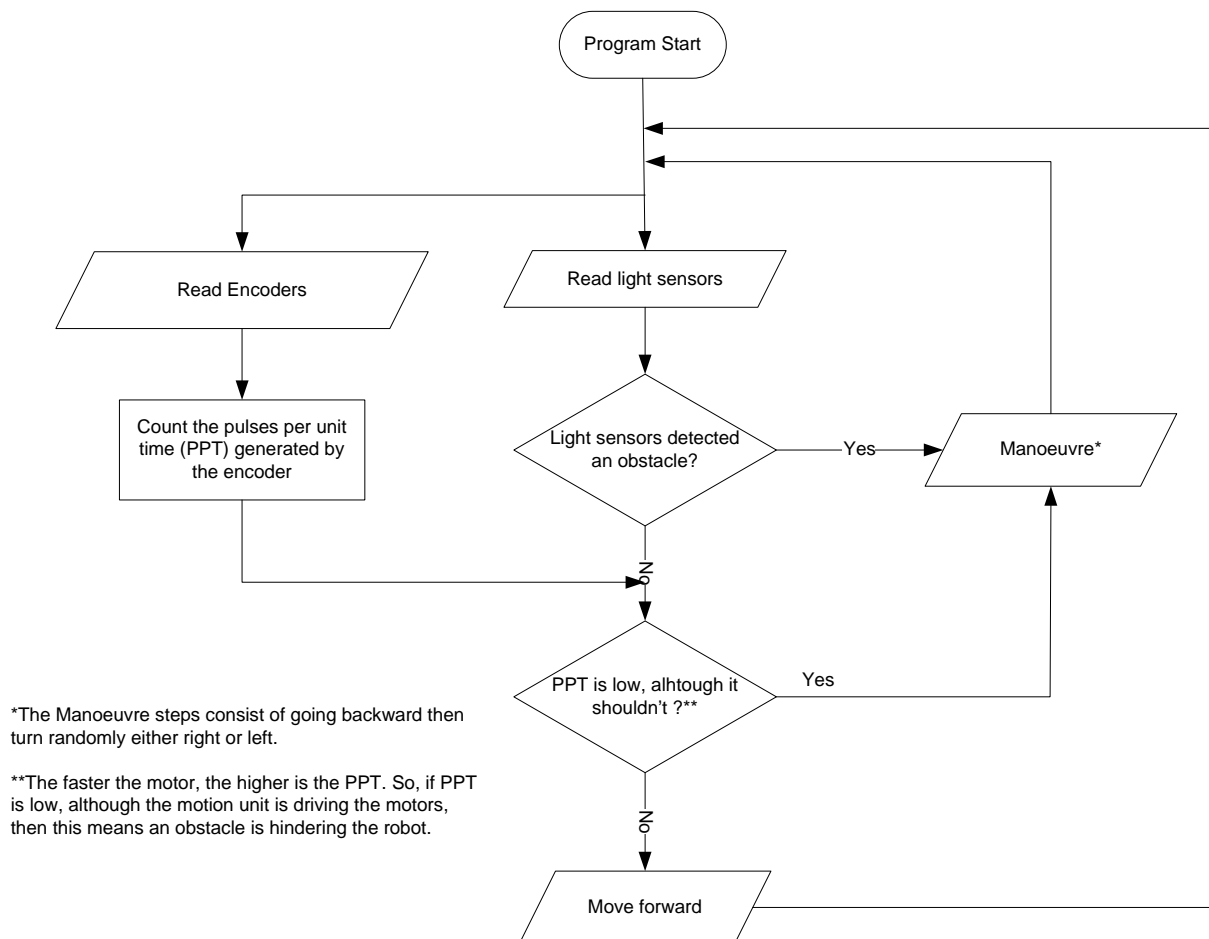 Program Start
Read Encoders
Read light sensors
Count the pulses per unit
time (PPT) generated by
the encoder
Light sensors detected
an obstacle?
Yes
Manoeuvre*
No
PPT is low, alhtough it
shouldn't ?**
Yes
*The Manoeuvre steps consist of going backward then
turn randomly either right or left.
**The faster the motor, the higher is the PPT. So, if PPT
is low, although the motion unit is driving the motors,
then this means an obstacle is hindering the robot.
No
Move forward